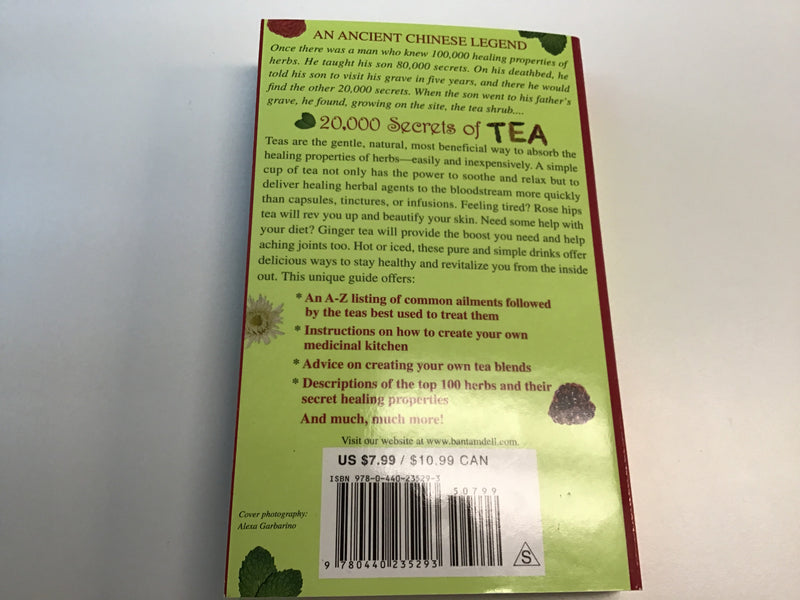 AN ANCIENT CHINESE LEGEND
Once there was a man who knew 100,000 healing properties of
herbs. He taught his son 80,000 secrets. On his deathbed, he
told his son to visit his grave in five years, and there he would
find the other 20,000 secrets. When the son went to his father's
grave, he found, growing on the site, the tea shrub....
20,000 Secrets of TEA
Teas are the gentle, natural, most beneficial way to absorb the
healing properties of herbs—easily and inexpensively. A simple
cup of tea not only has the power to soothe and relax but to
deliver healing herbal agents to the bloodstream more quickly
than capsules, tinctures, or infusions. Feeling tired? Rose hips
tea will rev you up and beautify your skin. Need some help with
your diet? Ginger tea will provide the boost you need and help
aching joints too. Hot or iced, these pure and simple drinks offer
delicious ways to stay healthy and revitalize you from the inside
out. This unique guide offers:
* An A-Z listing of common ailments followed
by the teas best used to treat them
* Instructions on how to create your own
medicinal kitchen
* Advice on creating your own tea blends
* Descriptions of the top 100 herbs and their
secret healing properties
And much, much more!
Visit our website at www.bantamdell.com.
US $7.99 / $10.99 CAN
ISBN 978-0-440-23529-3
50799
9 780440 235293
S
Cover photography:
Alexa Garbarino